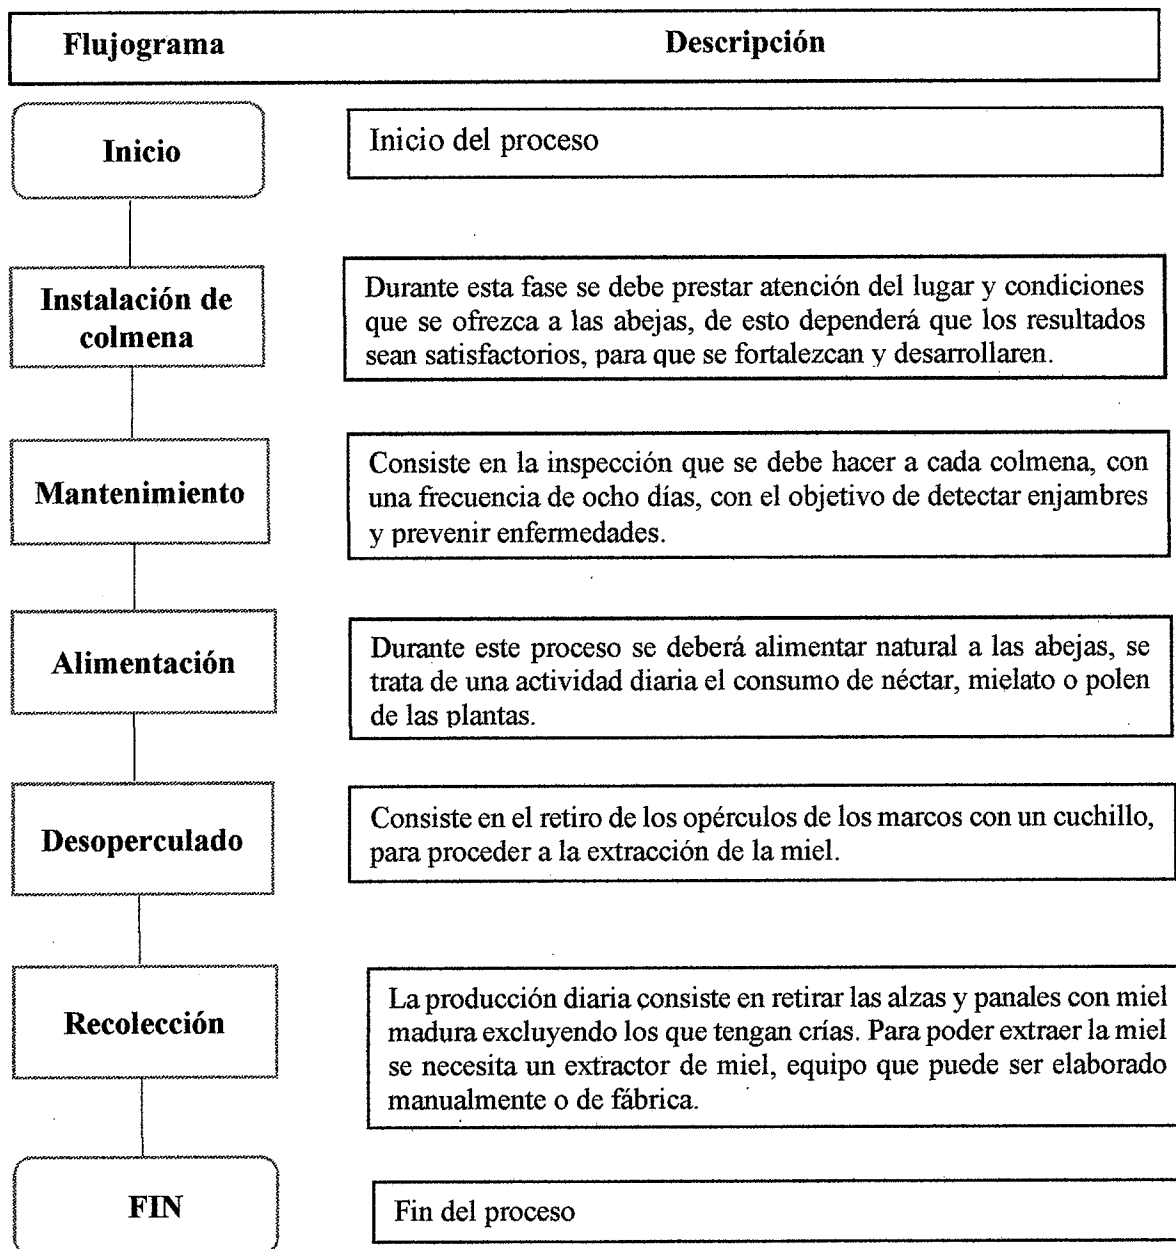 Flujograma Descripción
Inicio
Inicio del proceso
Instalación de
colmena
Durante esta fase se debe prestar atención del lugar y condiciones
que se ofrezca a las abejas, de esto dependerá que los resultados
sean satisfactorios, para que se fortalezcan y desarrollaren.
Mantenimiento
Consiste en la inspección que se debe hacer a cada colmena, con
una frecuencia de ocho días, con el objetivo de detectar enjambres
y prevenir enfermedades.
Alimentación
Durante este proceso se deberá alimentar natural a las abejas, se
trata de una actividad diaria el consumo de néctar, mielato o polen
de las plantas.
Desoperculado
Consiste en el retiro de los opérculos de los marcos con un cuchillo,
para proceder a la extracción de la miel.
Recolección
La producción diaria consiste en retirar las alzas y panales con miel
madura excluyendo los que tengan crías. Para poder extraer la miel
se necesita un extractor de miel, equipo que puede ser elaborado
manualmente o de fábrica.
FIN
Fin del proceso